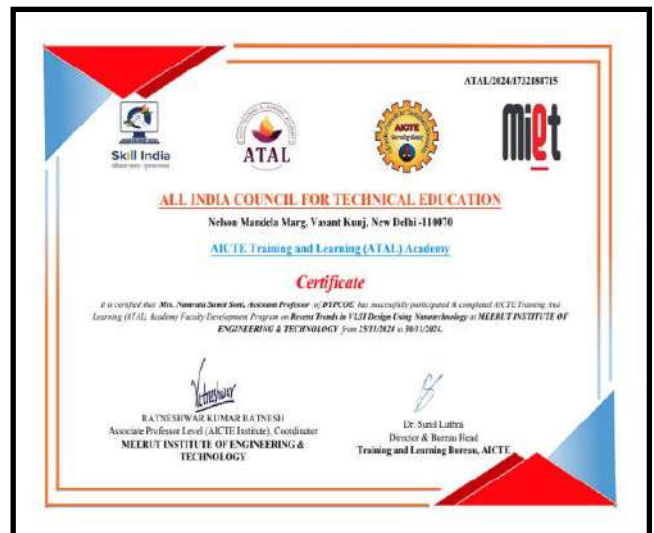 ATAL/2024/1732188715
Skill India
ATAL
AICTE
miet
ALL INDIA COUNCIL FOR TECHNICAL EDUCATION
Nelson Mandela Marg, Vasant Kunj, New Delhi -110070
AICTE Training and Learning (ATAL) Academy
Certificate
It is certified that Mrs. Namrata Sumit Soni, Assistant Professor of DYPCOE has successfully participated & completed AICTE Training And
Learning (ATAL) Academy Faculty Development Program on Recent Trends in VLSI Design Using Nanotechnology at MEERUT INSTITUTE OF
ENGINEERING & TECHNOLOGY from 25/11/2024 to 30/11/2024.
RATNESHWAR KUMAR RATNESH
Associate Professor Level (AICTE Institute), Coordinator
MEERUT INSTITUTE OF ENGINEERING &
TECHNOLOGY
Dr. Sunil Luthra
Director & Bureau Head
Training and Learning Bureau, AICTE